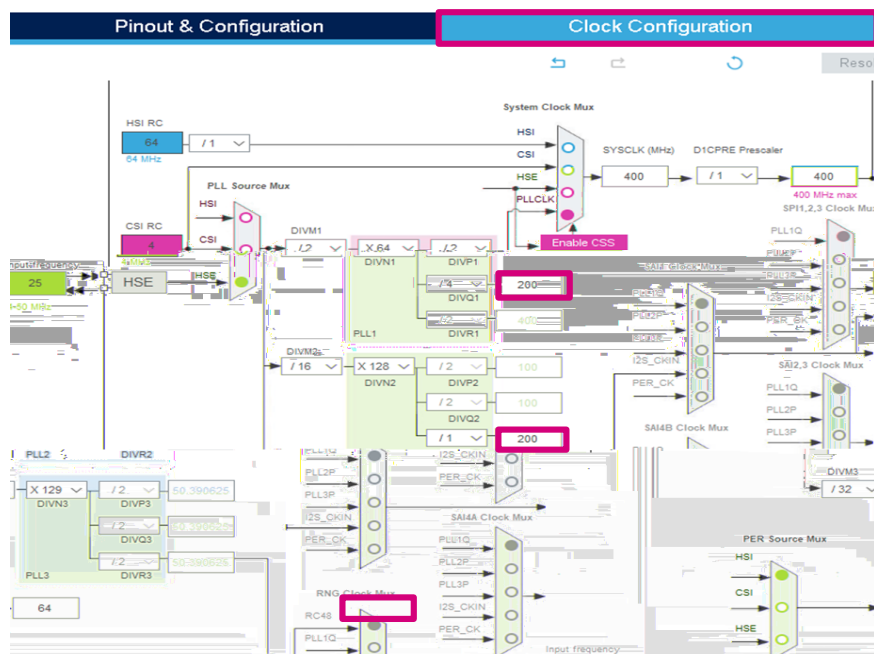 Pinout & Configuration
Clock Configuration
Reso
System Clock Mux
HSI RC
64
/ 1
64 MHz
HSI
CSI
HSE
PLLCLK
SYSCLK (MHz)
D1CPRE Prescaler
400
/ 1
400
400 MHz max
Enable CSS
PLL Source Mux
HSI
CSI RC
4
CSI
HSE
DIVM1
/ 2
X 64
DIVN1
/ 2
DIVP1
/ 4
200
DIVQ1
/ 2
DIVR1
PLL1
25
HSE
SPI1,2,3 Clock Mux
PLL1Q
I2S_CKIN
PER_CK
I2S_CKIN
PER_CK
DIVM2
/ 16
X 128
DIVN2
/ 2
100
DIVP2
/ 2
100
DIVQ2
/ 1
200
SAI2,3 Clock Mux
PLL1Q
PLL2P
PLL3P
SAI4B Clock Mux
PLL2
DIVR2
X 129
DIVN3
/ 2
50.390625
DIVP3
/ 2
DIVQ3
/ 2
PLL3
DIVR3
64
PLL2P
PLL3P
I2S_CKIN
PER_CK
I2S_CKIN
PER_CK
SAI4A Clock Mux
PLL1Q
PLL2P
PLL3P
I2S_CKIN
PER_CK
RNG Clock Mux
RC48
PLL1Q
DIVM3
/ 32
PER Source Mux
HSI
CSI
HSE
Input frequency